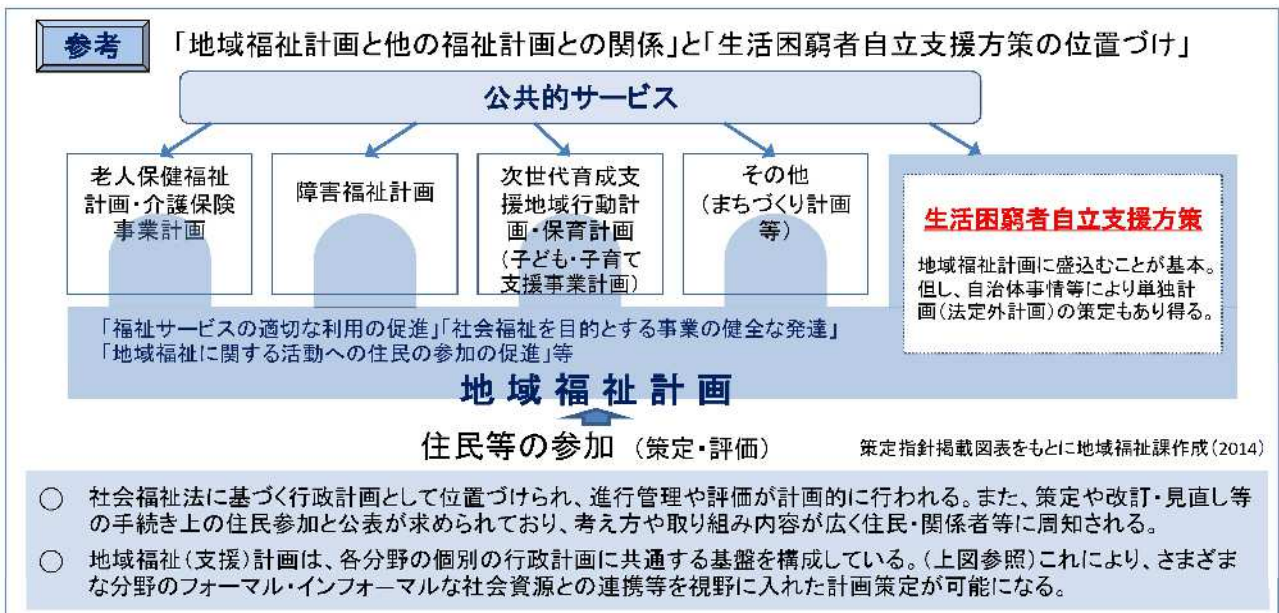 参考
「地域福祉計画と他の福祉計画との関係」と「生活困窮者自立支援方策の位置づけ」
公共的サービス
老人保健福祉
計画・介護保険
事業計画
障害福祉計画
次世代育成支
援地域行動計
画・保育計画
(子ども・子育て
支援事業計画)
その他
(まちづくり計画
等)
生活困窮者自立支援方策
地域福祉計画に盛込むことが基本。
但し、自治体事情等により単独計
画(法定外計画)の策定もあり得る。
「福祉サービスの適切な利用の促進」「社会福祉を目的とする事業の健全な発達」
「地域福祉に関する活動への住民の参加の促進」等
地域福祉計画
住民等の参加 (策定・評価)
策定指針掲載図表をもとに地域福祉課作成(2014)
○ 社会福祉法に基づく行政計画として位置づけられ、進行管理や評価が計画的に行われる。また、策定や改訂・見直し等
の手続き上の住民参加と公表が求められており、考え方や取り組み内容が広く住民・関係者等に周知される。
○ 地域福祉(支援)計画は、各分野の個別の行政計画に共通する基盤を構成している。(上図参照)これにより、さまざま
な分野のフォーマル・インフォーマルな社会資源との連携等を視野に入れた計画策定が可能になる。